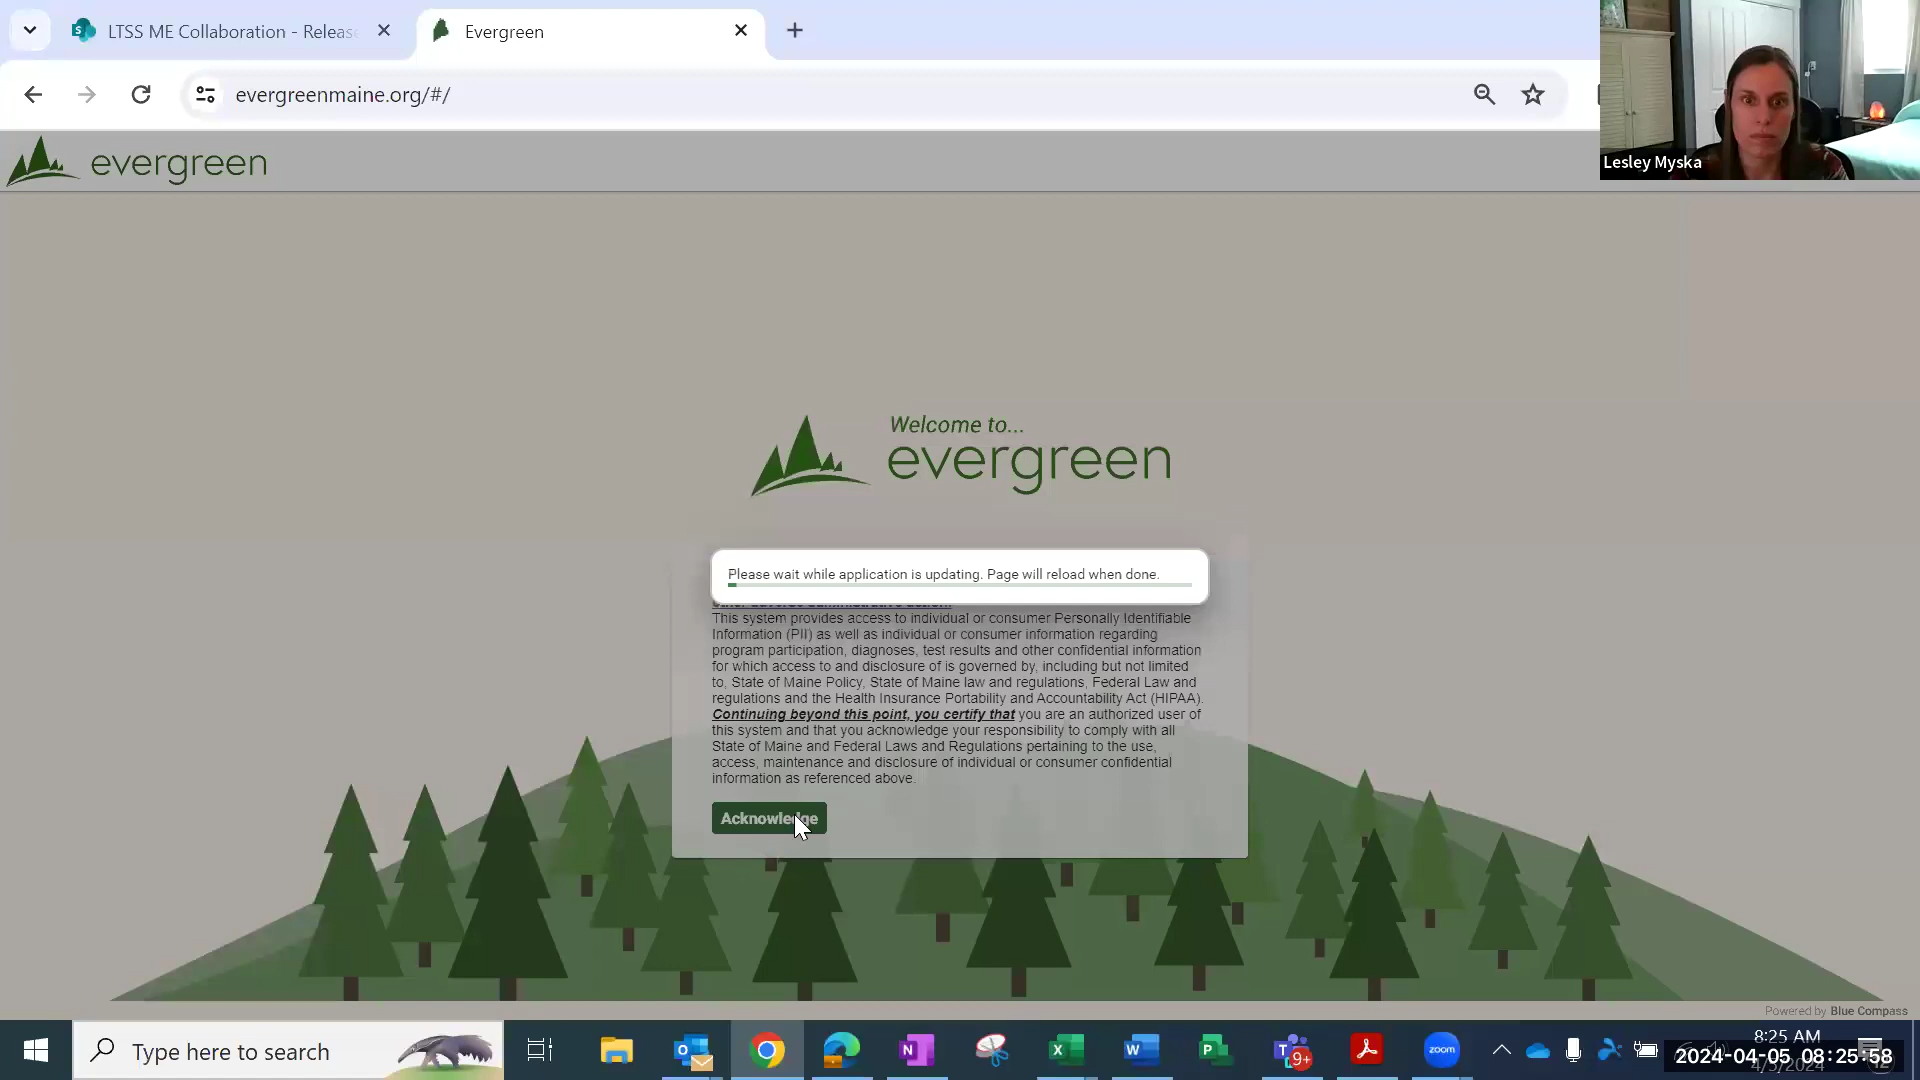 LTSS ME Collaboration - Releas
Evergreen
evergreenmaine.org/#/
Lesley Myska
evergreen
Welcome to...
evergreen
Please wait while application is updating. Page will reload when done.
This system provides access to individual or consumer Personally Identifiable
Information (PII) as well as individual or consumer information regarding
program participation, diagnoses, test results and other confidential information
for which access to and disclosure of is governed by, including but not limited
to, State of Maine Policy, State of Maine law and regulations, Federal Law and
regulations and the Health Insurance Portability and Accountability Act (HIPAA).
Continuing beyond this point, you certify that you are an authorized user of
this system and that you acknowledge your responsibility to comply with all
State of Maine and Federal Laws and Regulations pertaining to the use,
access, maintenance and disclosure of individual or consumer confidential
information as referenced above.
Acknowledge
Powered by Blue Compass
Type here to search
9+
zoom
8:25 AM
4/5/2024
2024-04-05 08:25:58
12